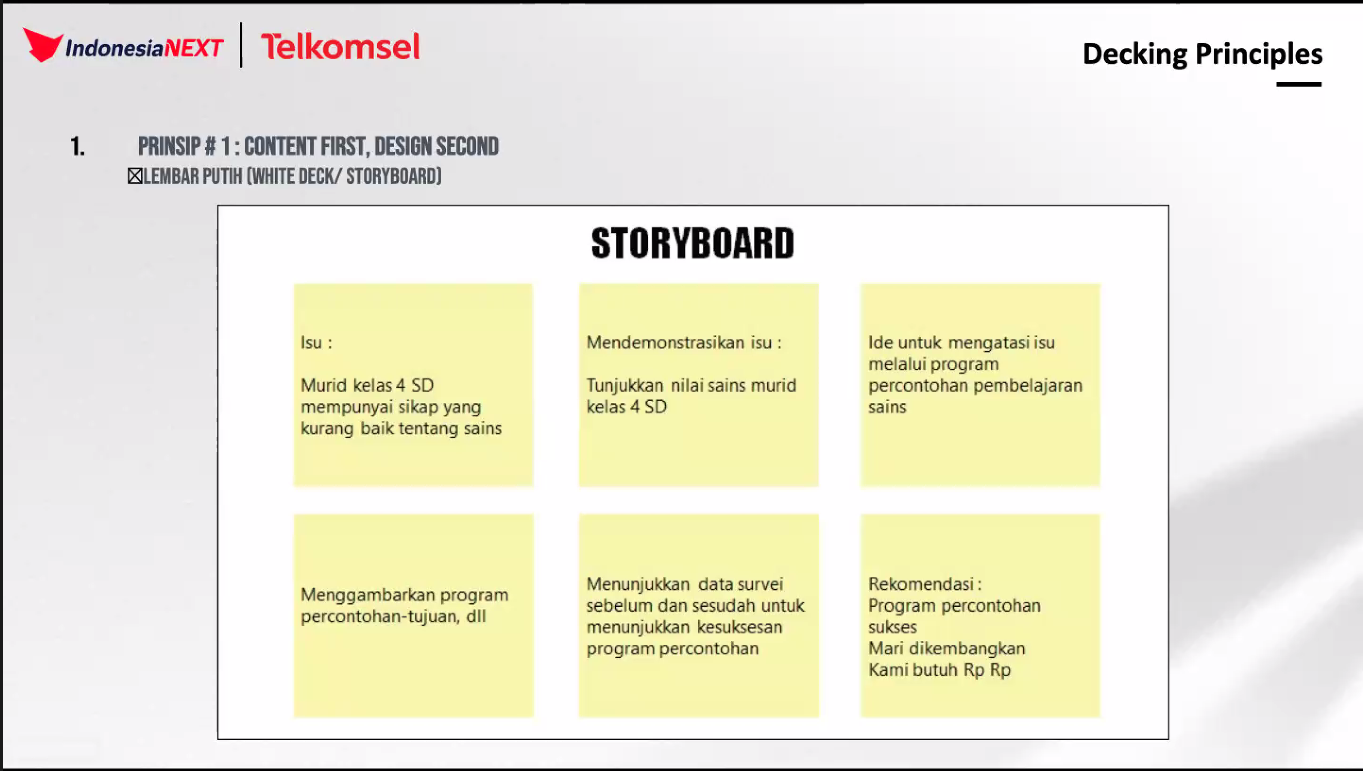 IndonesiaNEXT Telkomsel
Decking Principles
1. PRINSIP # 1 : CONTENT FIRST, DESIGN SECOND
LEMBAR PUTIH (WHITE DECK/ STORYBOARD)
STORYBOARD
Isu :
Murid kelas 4 SD
mempunyai sikap yang
kurang baik tentang sains
Mendemonstrasikan isu :
Tunjukkan nilai sains murid
kelas 4 SD
Ide untuk mengatasi isu
melalui program
percontohan pembelajaran
sains
Menggambarkan program
percontohan-tujuan, dll
Menunjukkan data survei
sebelum dan sesudah untuk
menunjukkan kesuksesan
program percontohan
Rekomendasi :
Program percontohan
sukses
Mari dikembangkan
Kami butuh Rp Rp